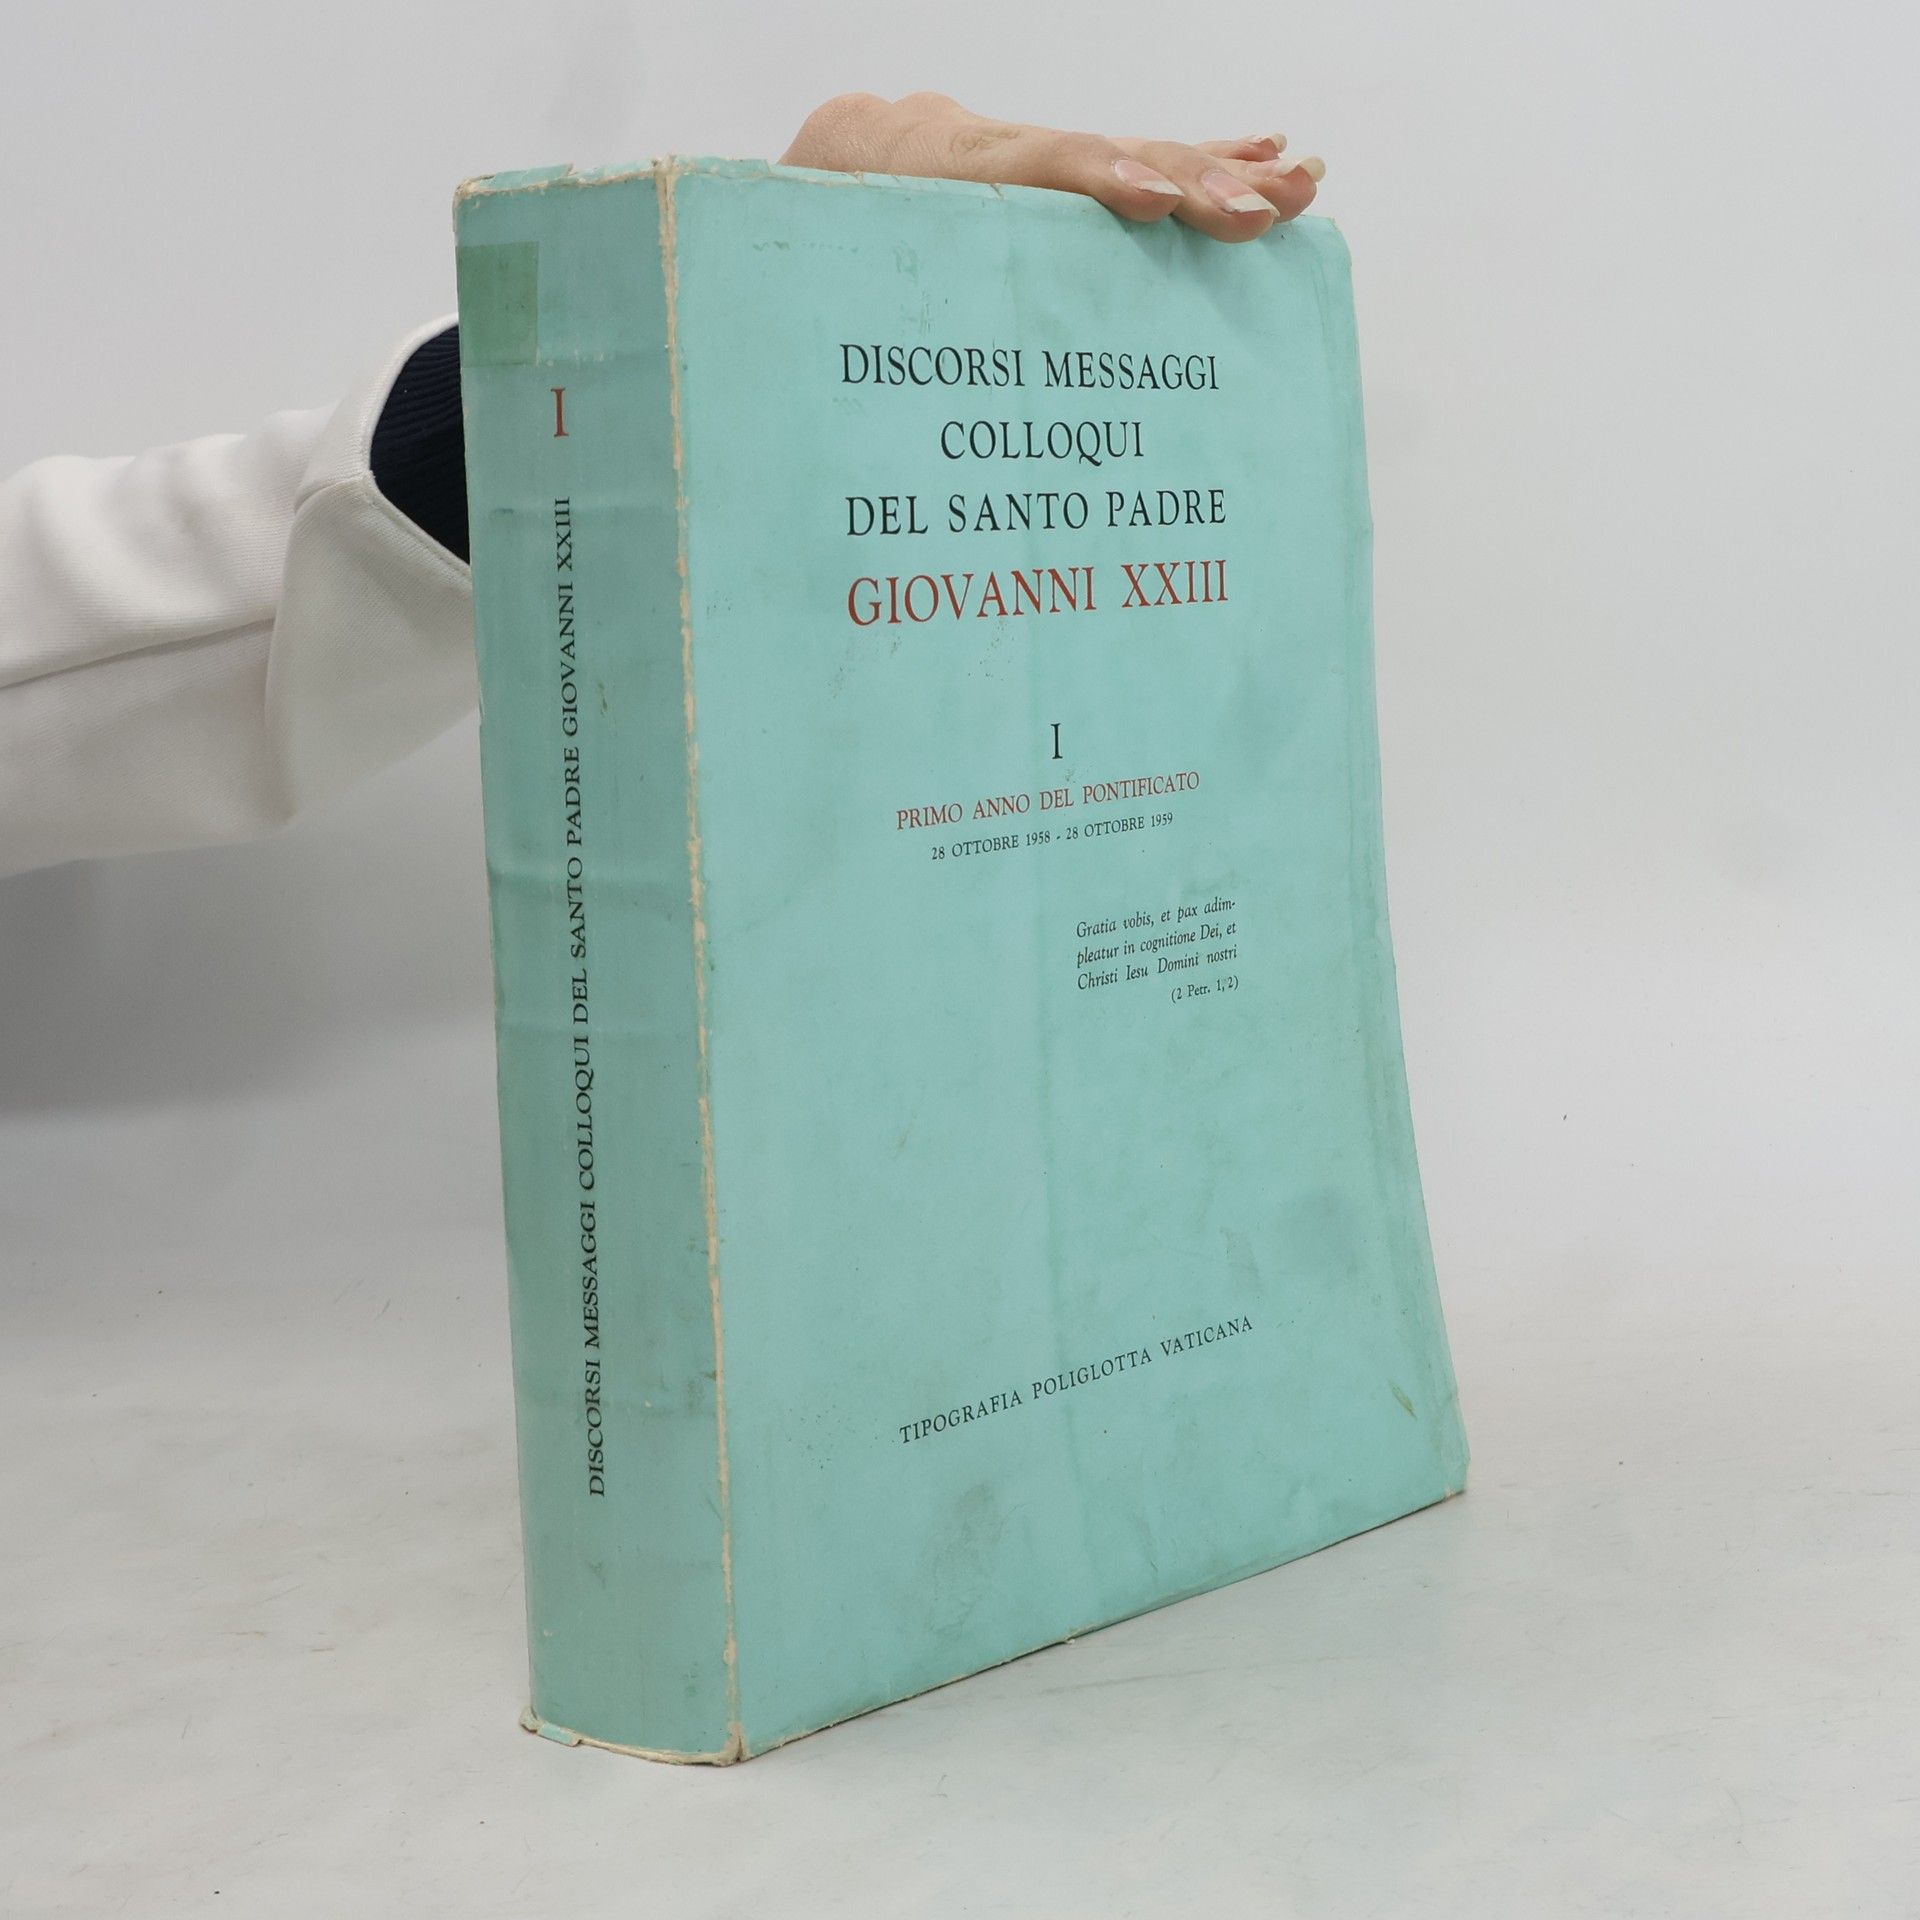 I
DISCORSI MESSAGGI COLLOQUI DEL SANTO PADRE GIOVANNI XXIII
DISCORSI MESSAGGI
COLLOQUI
DEL SANTO PADRE
GIOVANNI XXIII
I
PRIMO ANNO DEL PONTIFICATO
28 OTTOBRE 1958 - 28 OTTOBRE 1959
Gratia vobis, et pax adim-
pleatur in cognitione Dei, et
Christi Iesu Domini nostri
(2 Petr. 1, 2)
TIPOGRAFIA POLIGLOTTA VATICANA